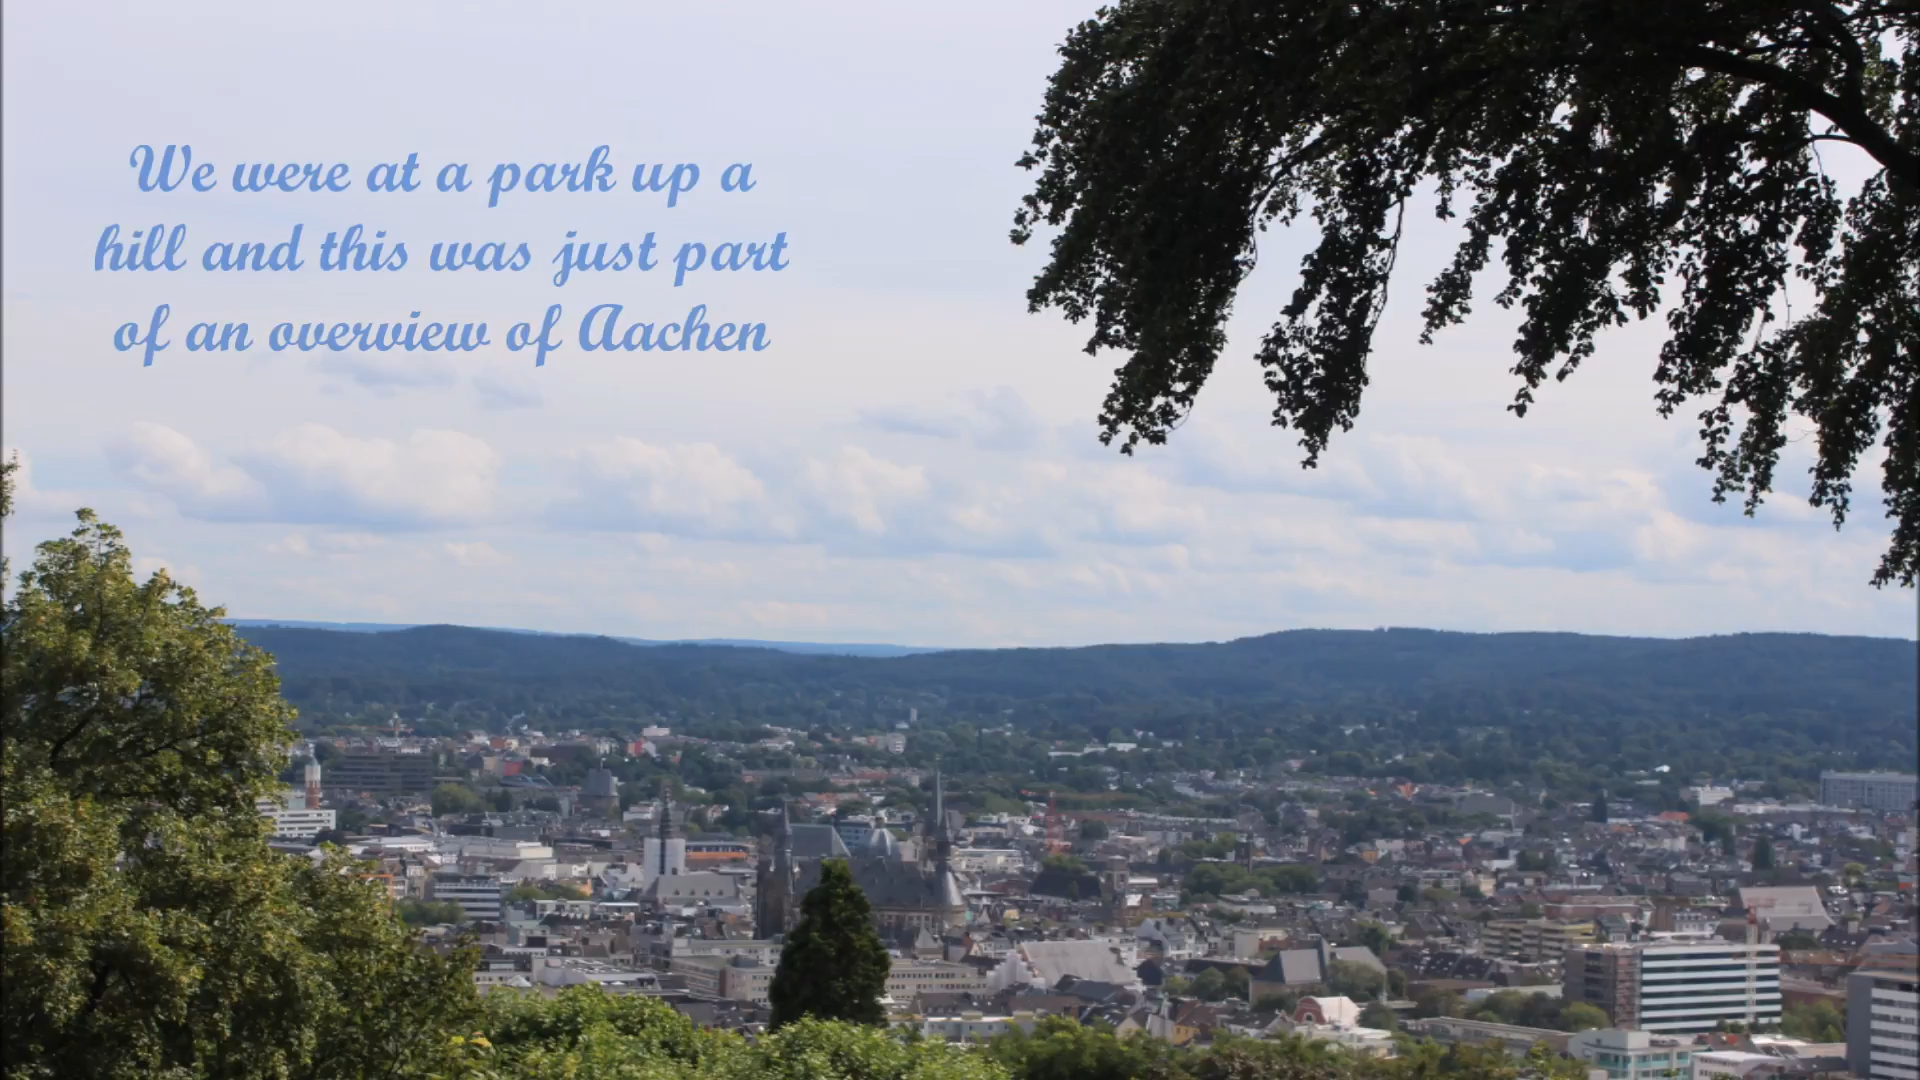 We were at a park up a
hill and this was just part
of an overview of Aachen